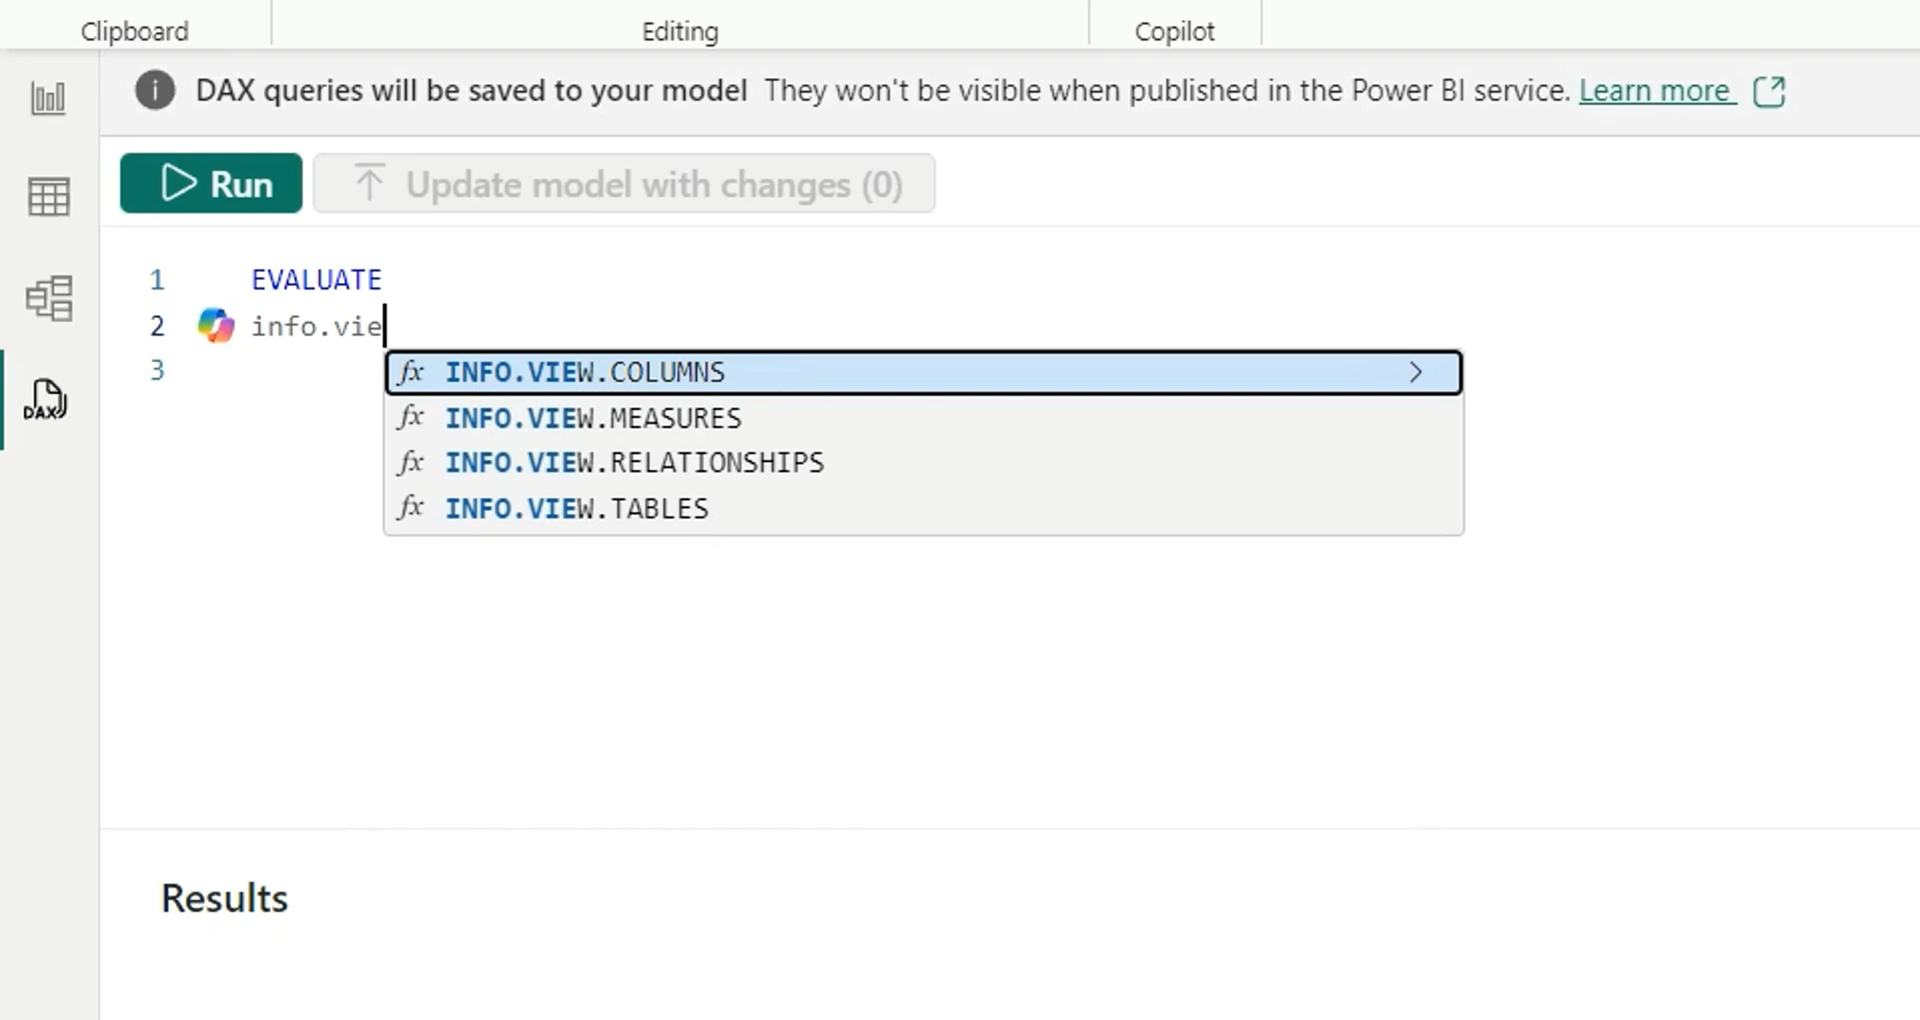 Clipboard
Editing
Copilot
DAX queries will be saved to your model They won't be visible when published in the Power BI service. Learn more
Run
Update model with changes (0)
1 EVALUATE
2 info.vie
3
fx INFO.VIEW.COLUMNS
fx INFO.VIEW.MEASURES
fx INFO.VIEW.RELATIONSHIPS
fx INFO.VIEW.TABLES
DAX
Results